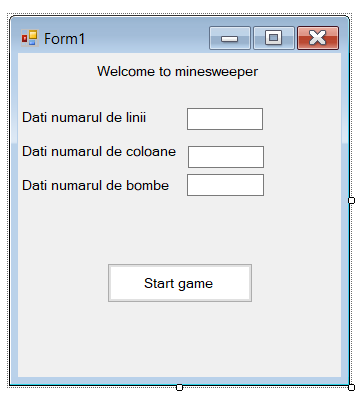 Form1
Welcome to minesweeper
Dati numarul de linii
Dati numarul de coloane
Dati numarul de bombe
Start game